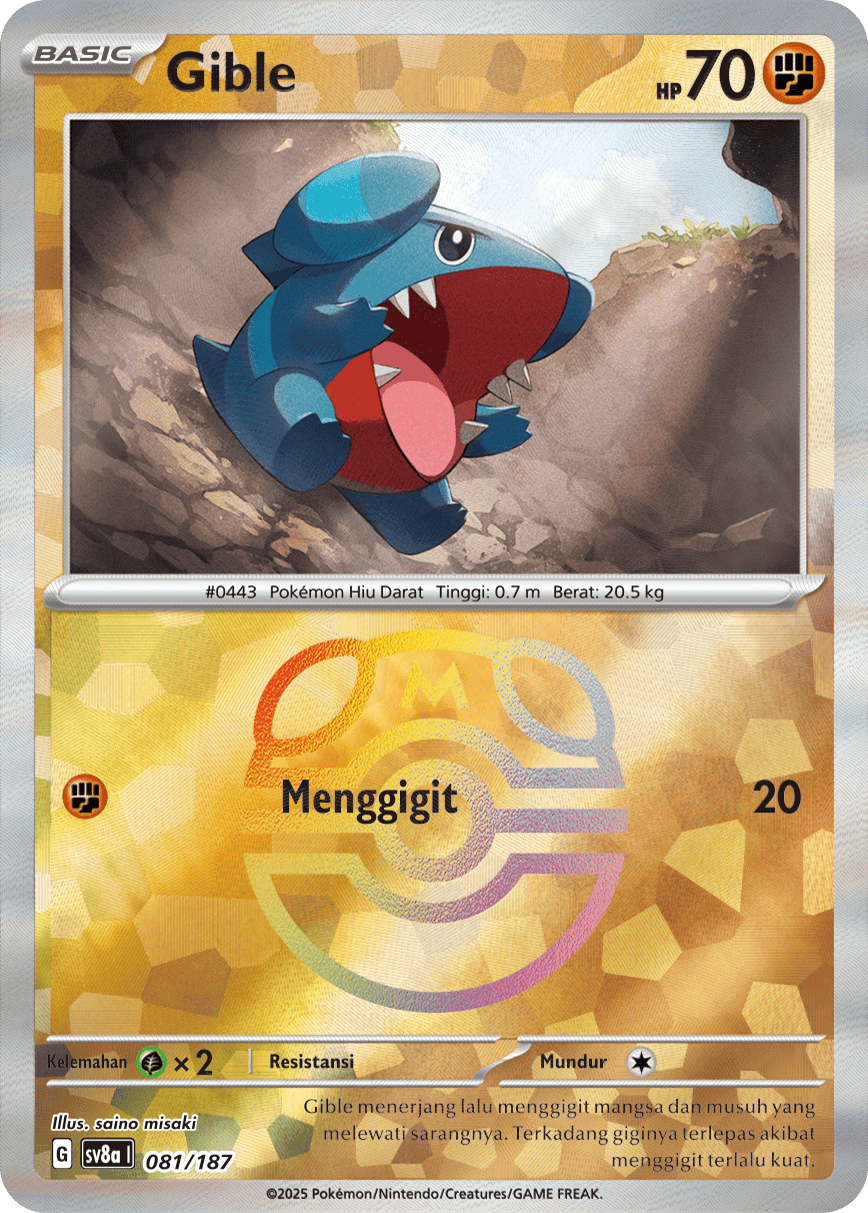 BASIC Gible HP 70
#0443 Pokémon Hiu Darat Tinggi: 0.7 m Berat: 20.5 kg
M
Menggigit 20
Kelemahan ×2 Resistansi Mundur
Gible menerjang lalu menggigit mangsa dan musuh yang
melewati sarangnya. Terkadang giginya terlepas akibat
menggigit terlalu kuat.
Illus. saino misaki
G sv8a I 081/187
©2025 Pokémon/Nintendo/Creatures/GAME FREAK.